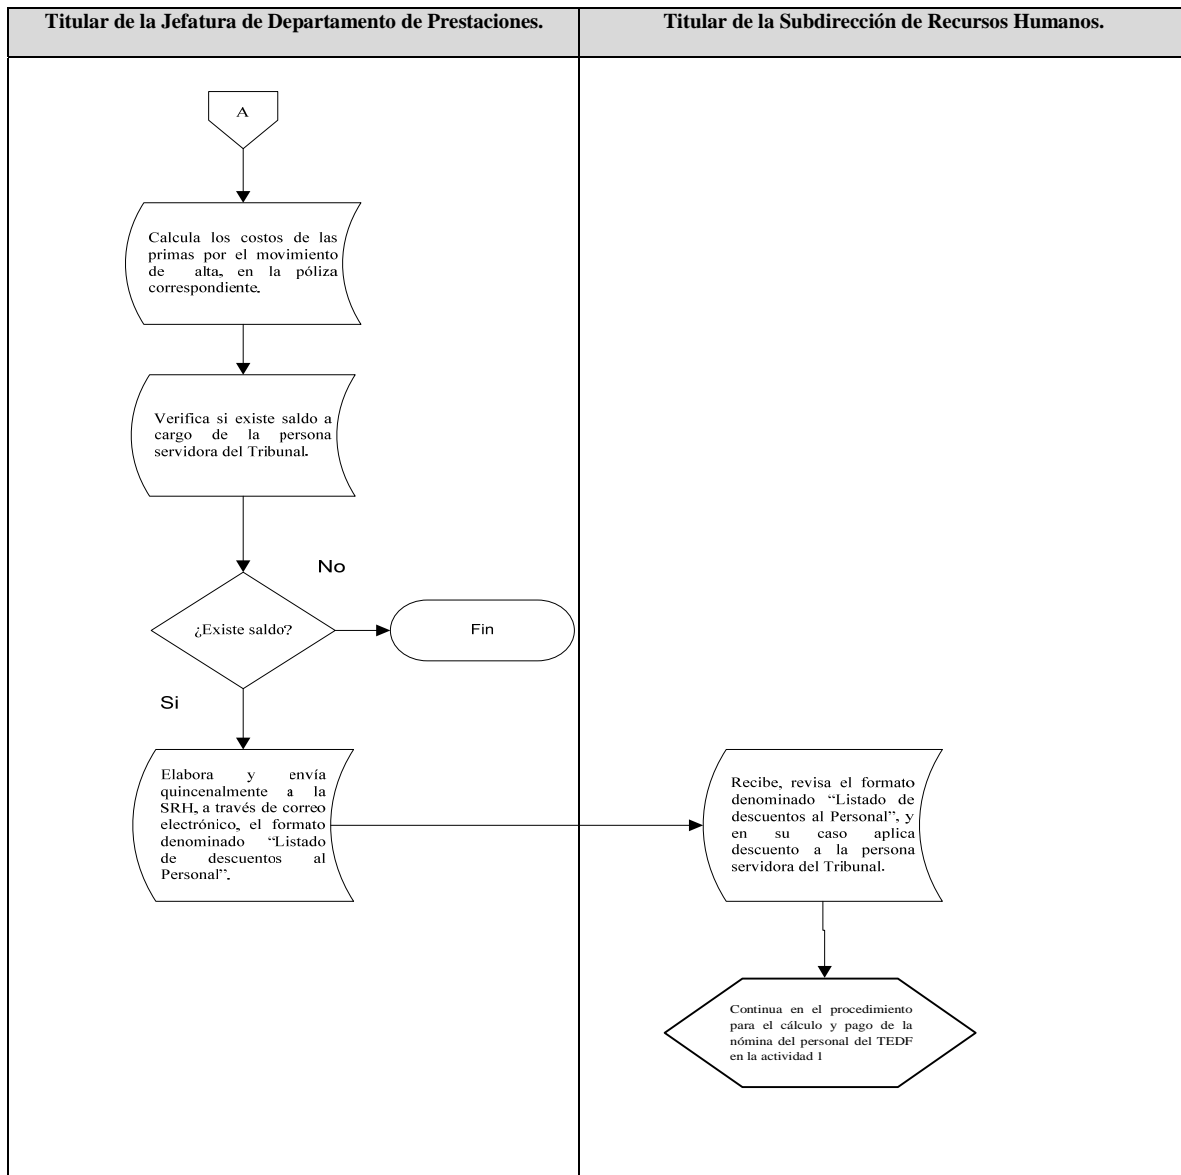 Titular de la Jefatura de Departamento de Prestaciones.
Titular de la Subdirección de Recursos Humanos.
A
Calcula los costos de las
primas por el movimiento
de alta, en la póliza
correspondiente.
Verifica si existe saldo a
cargo de la persona
servidora del Tribunal.
No
¿Existe saldo?
Fin
Si
Elabora y envía
quincenalmente a la
SRH, a través de correo
electrónico, el formato
denominado “Listado
de descuentos al
Personal”.
Recibe, revisa el formato
denominado “Listado de
descuentos al Personal”, y
en su caso aplica
descuento a la persona
servidora del Tribunal.
Continua en el procedimiento
para el cálculo y pago de la
nómina del personal del TEDF
en la actividad 1